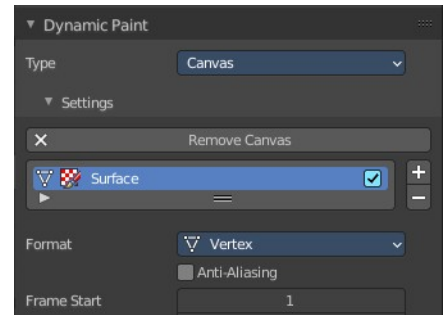 Dynamic Paint
Type Canvas
Settings
Remove Canvas
Surface
Format Vertex
Anti-Aliasing
Frame Start 1